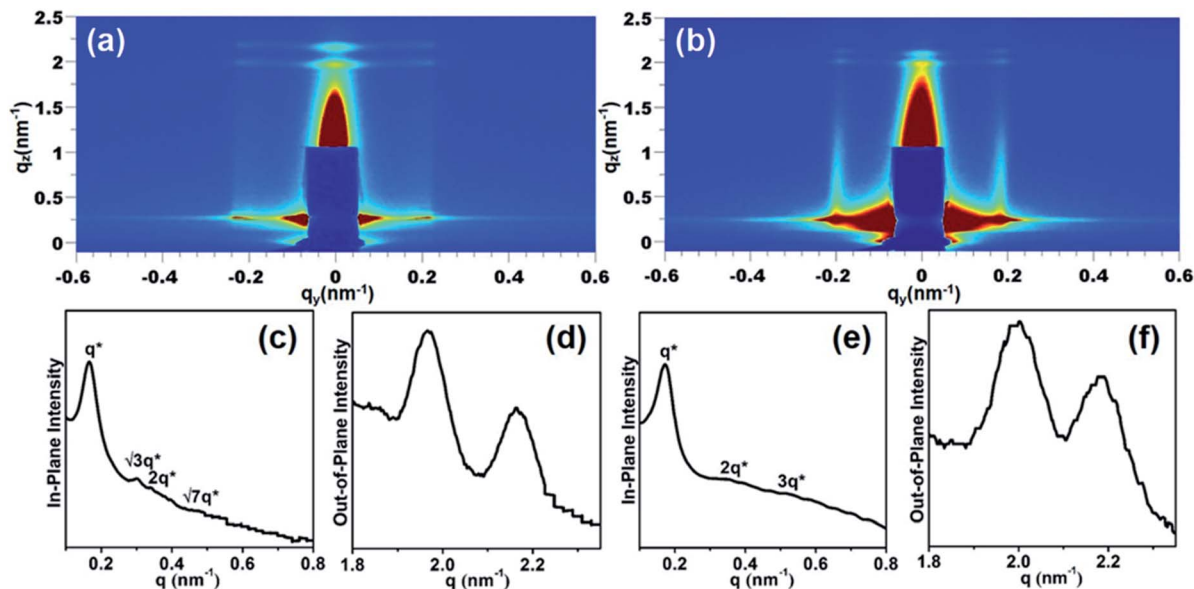 (a)
2.5
2
1.5
1
0.5
0
qz(nm-1)
-0.6 -0.4 -0.2 0 0.2 0.4 0.6
qy(nm-1)
(b)
2.5
2
1.5
1
0.5
0
qz(nm-1)
-0.6 -0.4 -0.2 0 0.2 0.4 0.6
qy(nm-1)
(c)
In-Plane Intensity
q*
√3q*
2q*
√7q*
0.2 0.4 0.6 0.8
q (nm-1)
(d)
Out-of-Plane Intensity
1.8 2.0 2.2
q (nm-1)
(e)
In-Plane Intensity
q*
2q*
3q*
0.2 0.4 0.6 0.8
q (nm-1)
(f)
Out-of-Plane Intensity
1.8 2.0 2.2
q (nm-1)